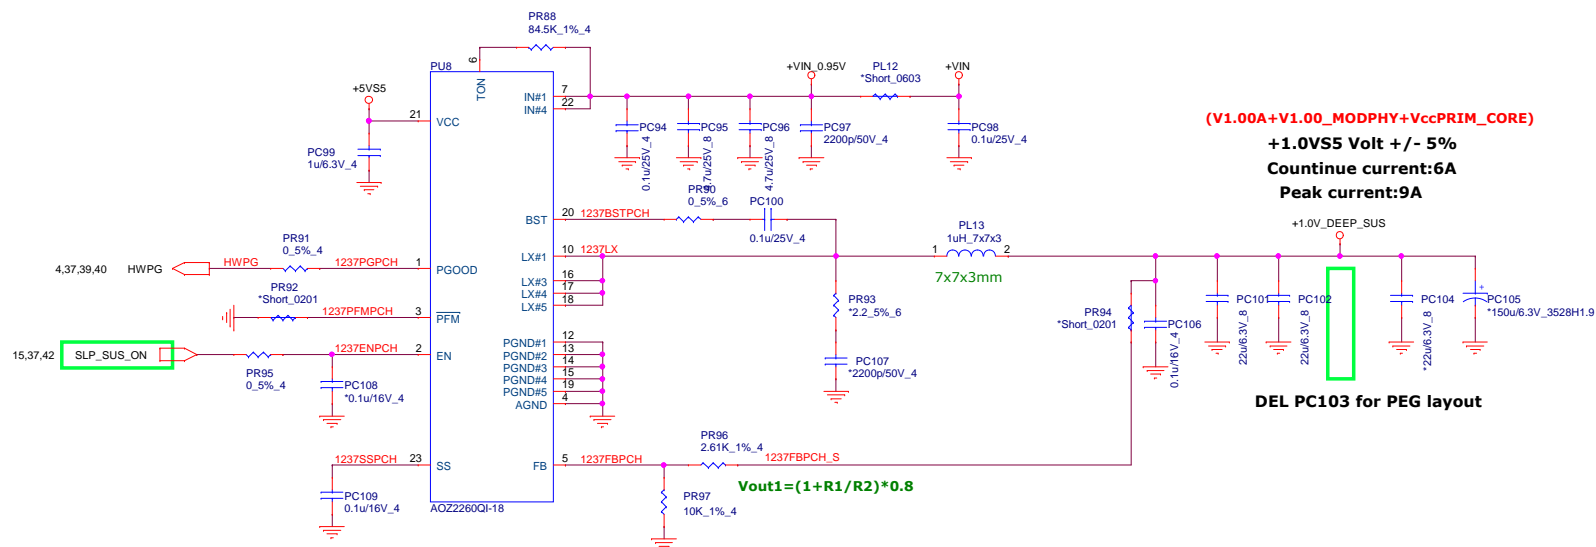 PR88
84.5K_1%_4
PU8
6
TON
+5VS5
21
VCC
PC99
1u/6.3V_4
IN#1
7
IN#4
22
+VIN_0.95V
PL12
*Short_0603
+VIN
PC94
0.1u/25V_4
PC95
4.7u/25V_8
PC96
4.7u/25V_8
PC97
2200p/50V_4
PC98
0.1u/25V_4
(V1.00A+V1.00_MODPHY+VccPRIM_CORE)
+1.0VS5 Volt +/- 5%
Countinue current:6A
Peak current:9A
PR90
0_5%_6
BST
20
1237BSTPCH
PC100
0.1u/25V_4
+1.0V_DEEP_SUS
LX#1
10
1237LX
PL13
1uH_7x7x3
1
2
7x7x3mm
LX#3
16
LX#4
17
LX#5
18
4,37,39,40
HWPG
HWPG
PR91
0_5%_4
1237PGPCH
1
PGOOD
PR92
*Short_0201
1237PFMPCH
3
PFM
15,37,42
SLP_SUS_ON
1237ENPCH
2
EN
PR95
0_5%_4
PC108
*0.1u/16V_4
PGND#1
12
PGND#2
13
PGND#3
14
PGND#4
15
PGND#5
19
AGND
4
PR93
*2.2_5%_6
PC107
*2200p/50V_4
PR94
*Short_0201
PC106
0.1u/16V_4
PC101
22u/6.3V_8
PC102
22u/6.3V_8
PC104
*22u/6.3V_8
+
PC105
*150u/6.3V_3528H1.9
DEL PC103 for PEG layout
1237SSPCH
23
SS
PC109
0.1u/16V_4
FB
5
1237FBPCH
PR96
2.61K_1%_4
1237FBPCH_S
Vout1=(1+R1/R2)*0.8
PR97
10K_1%_4
AOZ2260QI-18